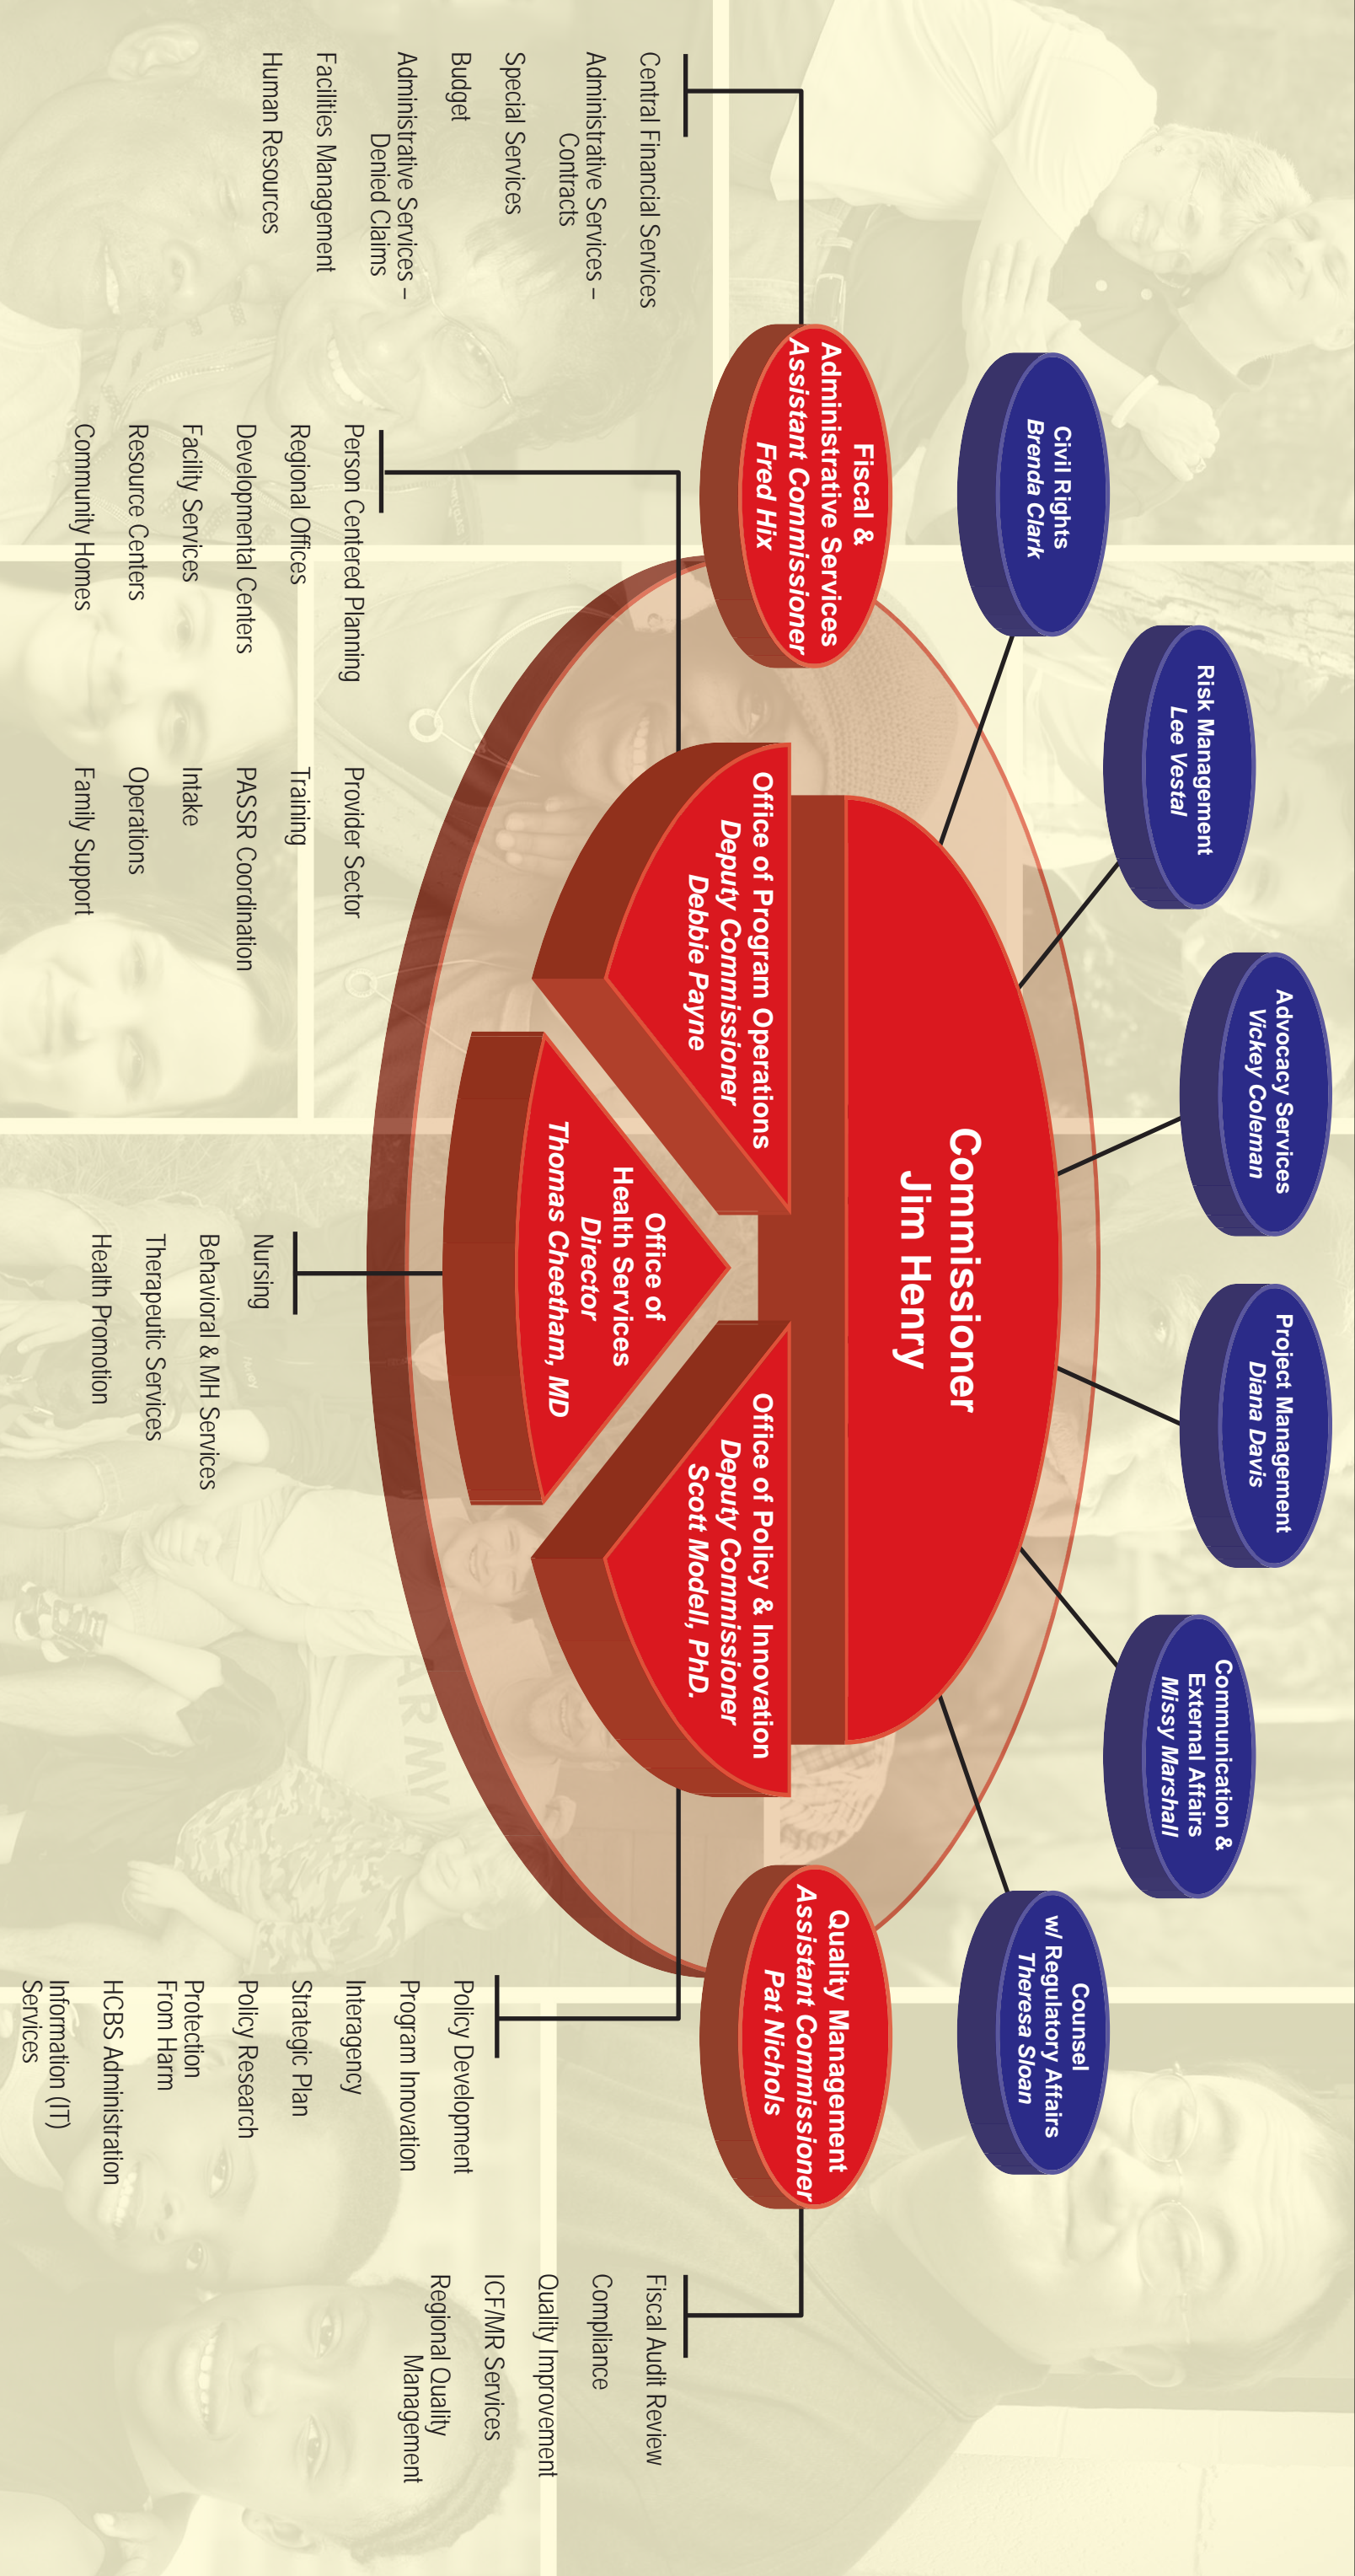 Advocacy Services
Vickey Coleman
Project Management
Diana Davis
Risk Management
Lee Vestal
Communication &
External Affairs
Missy Marshall
Civil Rights
Brenda Clark
Counsel
w/ Regulatory Affairs
Theresa Sloan
Commissioner
Jim Henry
Fiscal &
Administrative Services
Assistant Commissioner
Fred Hix
Quality Management
Assistant Commissioner
Pat Nichols
Office of Program Operations
Deputy Commissioner
Debbie Payne
Office of Policy & Innovation
Deputy Commissioner
Scott Modell, PhD.
Office of
Health Services
Director
Thomas Cheetham, MD
Central Financial Services
Administrative Services –
Contracts
Special Services
Budget
Administrative Services –
Denied Claims
Facilities Management
Human Resources
Person Centered Planning
Regional Offices
Developmental Centers
Facility Services
Resource Centers
Community Homes
Provider Sector
Training
PASSR Coordination
Intake
Operations
Family Support
Nursing
Behavioral & MH Services
Therapeutic Services
Health Promotion
Policy Development
Program Innovation
Interagency
Strategic Plan
Policy Research
Protection
From Harm
HCBS Administration
Information (IT)
Services
Fiscal Audit Review
Compliance
Quality Improvement
ICF/MR Services
Regional Quality
Management
ARMY